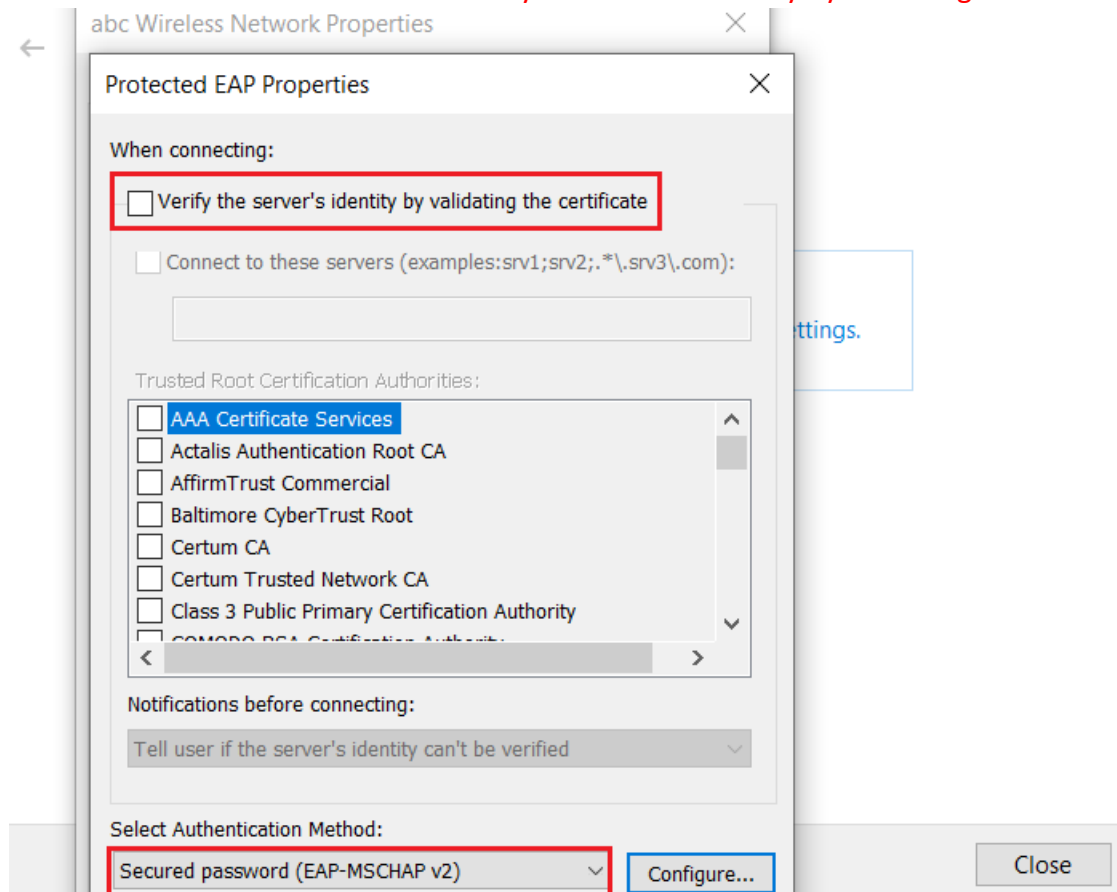 abc Wireless Network Properties
Protected EAP Properties
When connecting:
Verify the server's identity by validating the certificate
Connect to these servers (examples:srv1;srv2;.*\.srv3\.com):
ttings.
Trusted Root Certification Authorities:
AAA Certificate Services
Actalis Authentication Root CA
AffirmTrust Commercial
Baltimore CyberTrust Root
Certum CA
Certum Trusted Network CA
Class 3 Public Primary Certification Authority
COMODO RSA Certification Authority
Notifications before connecting:
Tell user if the server's identity can't be verified
Select Authentication Method:
Secured password (EAP-MSCHAP v2)
Configure...
Close